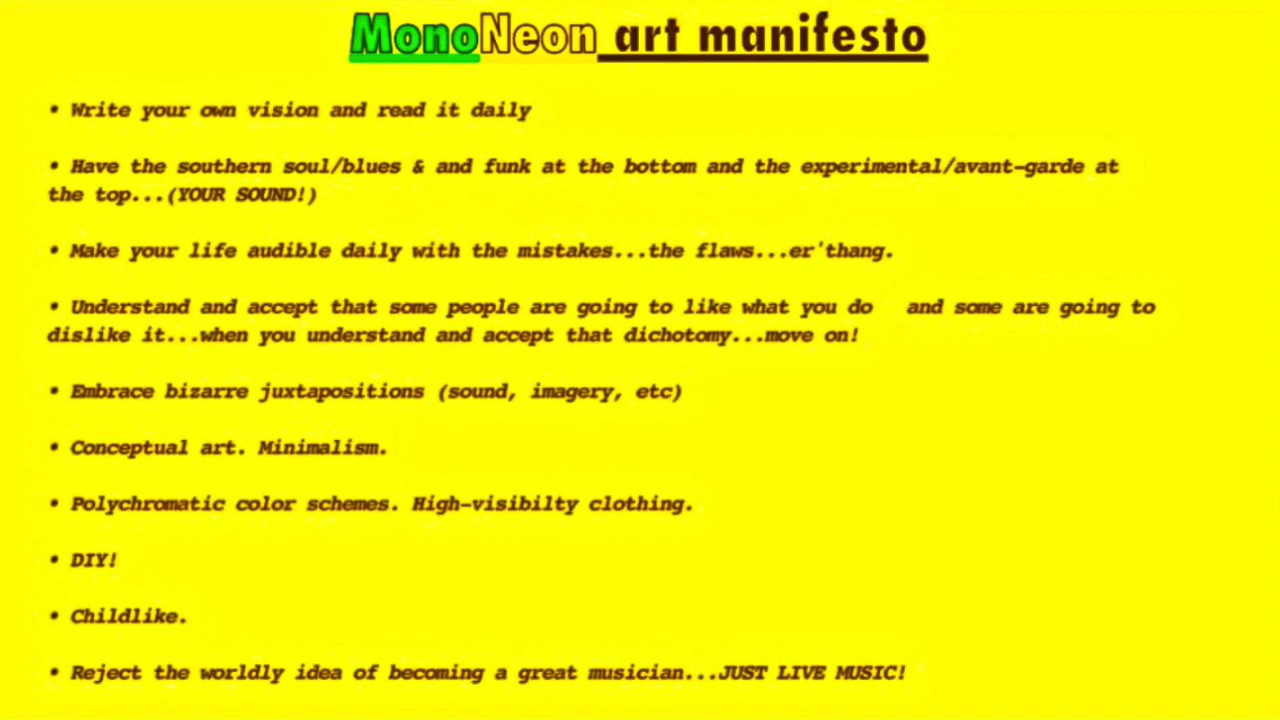 MonoNeon art manifesto
• Write your own vision and read it daily
• Have the southern soul/blues & and funk at the bottom and the experimental/avant-garde at
the top...(YOUR SOUND!)
• Make your life audible daily with the mistakes...the flaws...er'thang.
• Understand and accept that some people are going to like what you do and some are going to
dislike it...when you understand and accept that dichotomy...move on!
• Embrace bizarre juxtapositions (sound, imagery, etc)
• Conceptual art. Minimalism.
• Polychromatic color schemes. High-visibilty clothing.
• DIY!
• Childlike.
• Reject the worldly idea of becoming a great musician...JUST LIVE MUSIC!